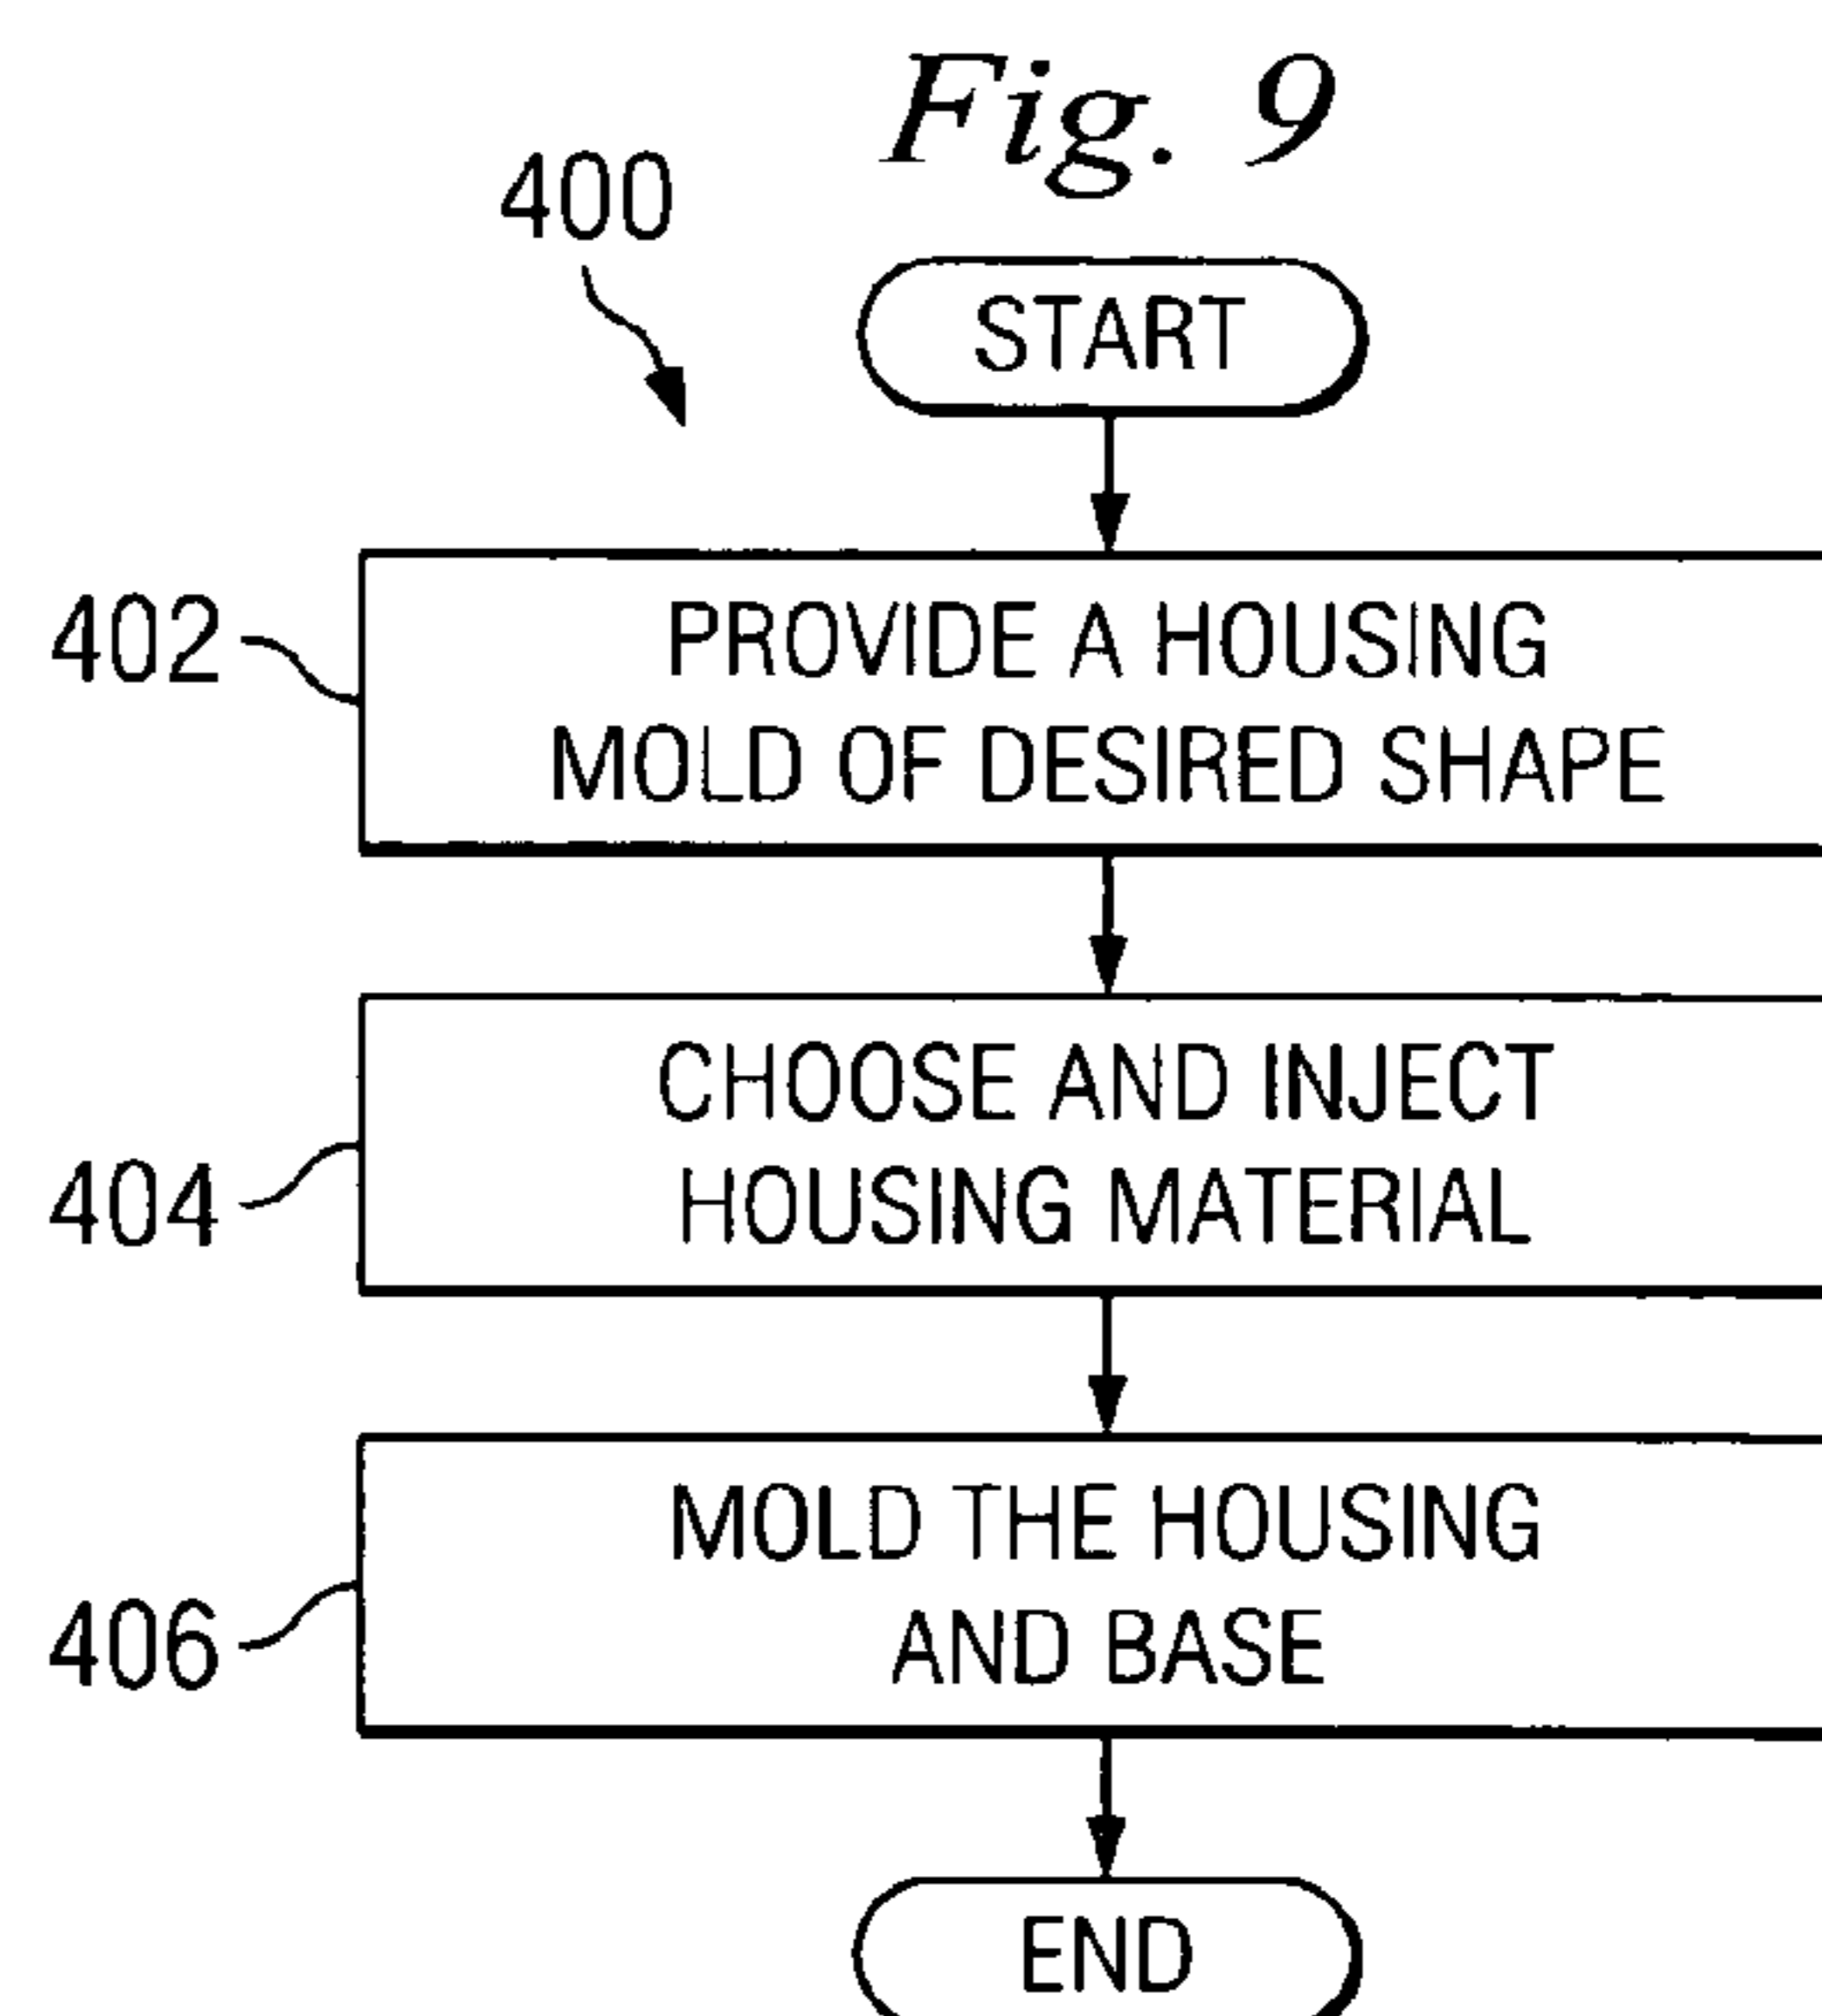 Fig. 9
400
START
402
PROVIDE A HOUSING
MOLD OF DESIRED SHAPE
CHOOSE AND INJECT
HOUSING MATERIAL
404
MOLD THE HOUSING
AND BASE
406
END